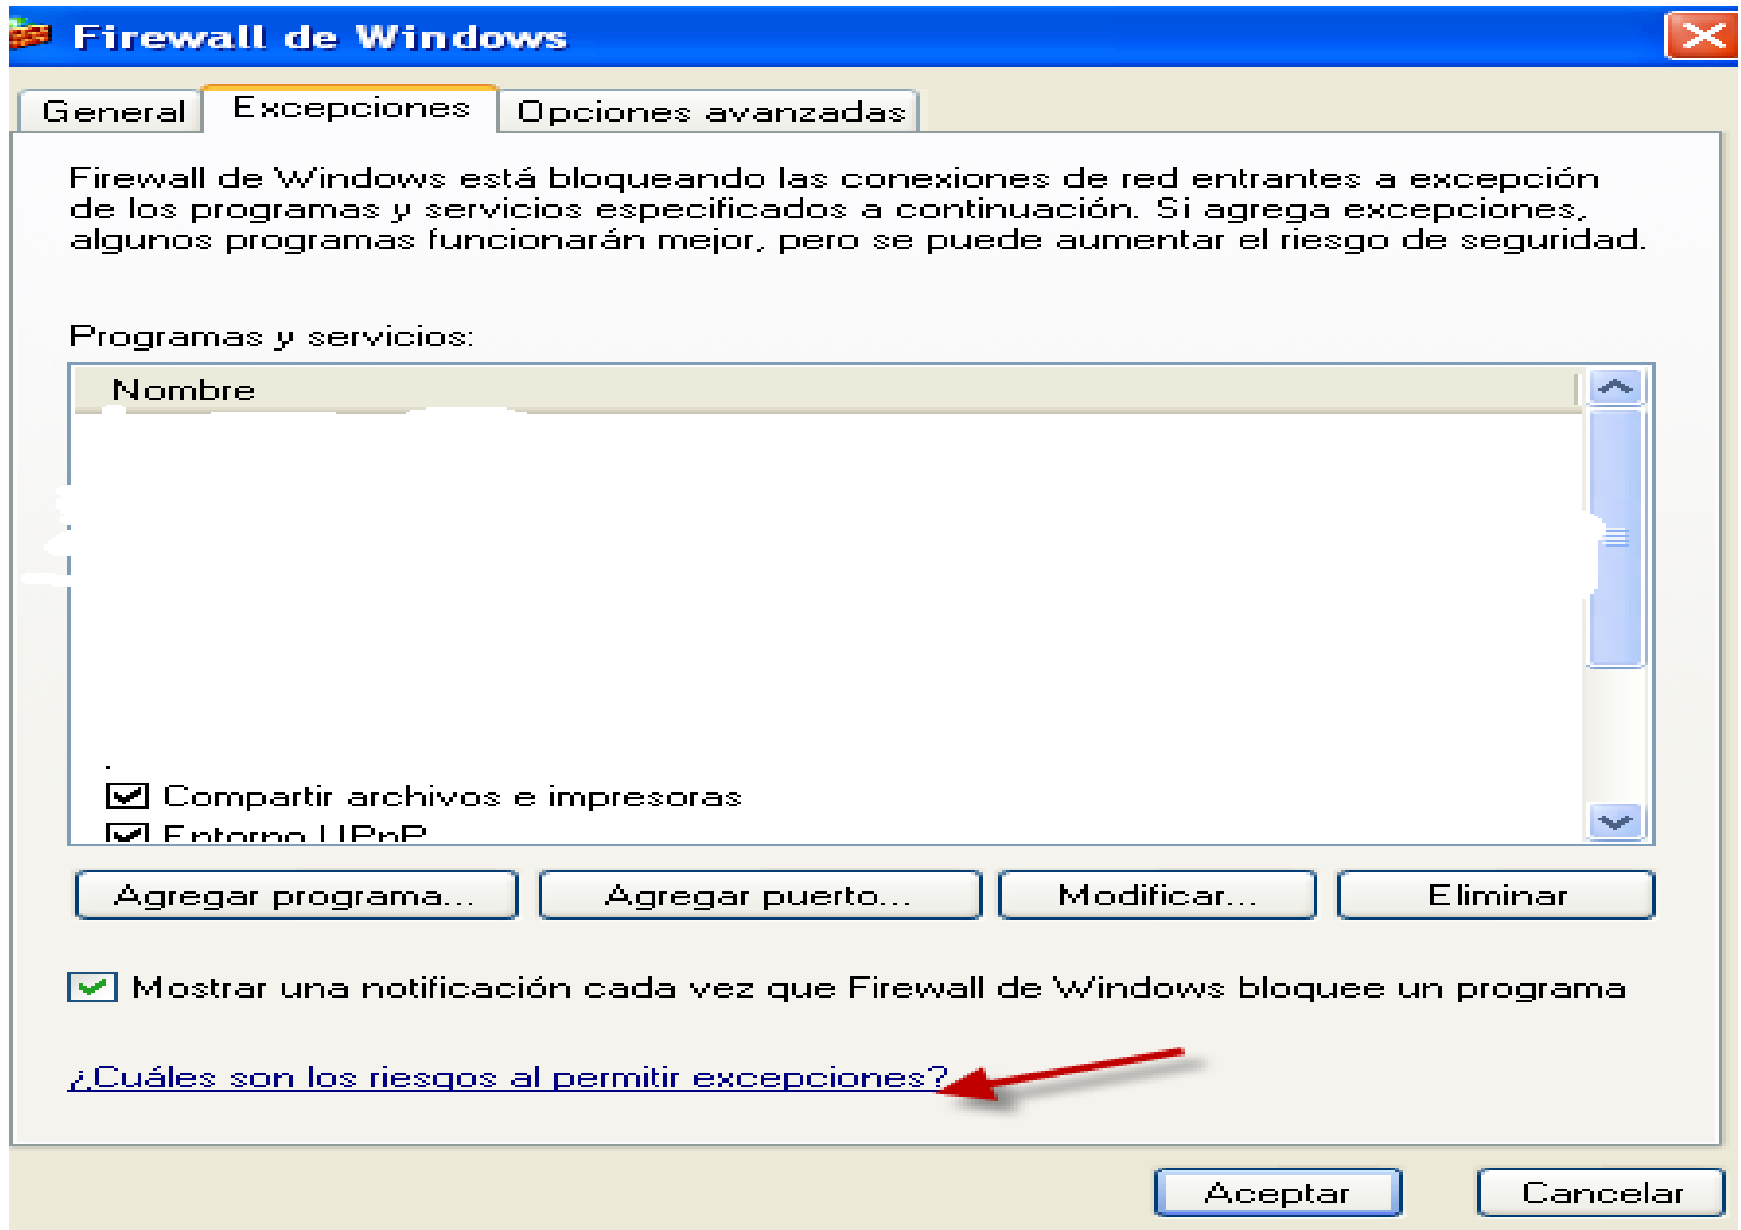 Firewall de Windows
General
Excepciones
Opciones avanzadas
Firewall de Windows está bloqueando las conexiones de red entrantes a excepción
de los programas y servicios especificados a continuación. Si agrega excepciones,
algunos programas funcionarán mejor, pero se puede aumentar el riesgo de seguridad.
Programas y servicios:
Nombre
Compartir archivos e impresoras
Entorno UPnP
Agregar programa...
Agregar puerto...
Modificar...
Eliminar
Mostrar una notificación cada vez que Firewall de Windows bloquee un programa
¿Cuáles son los riesgos al permitir excepciones?
Aceptar
Cancelar